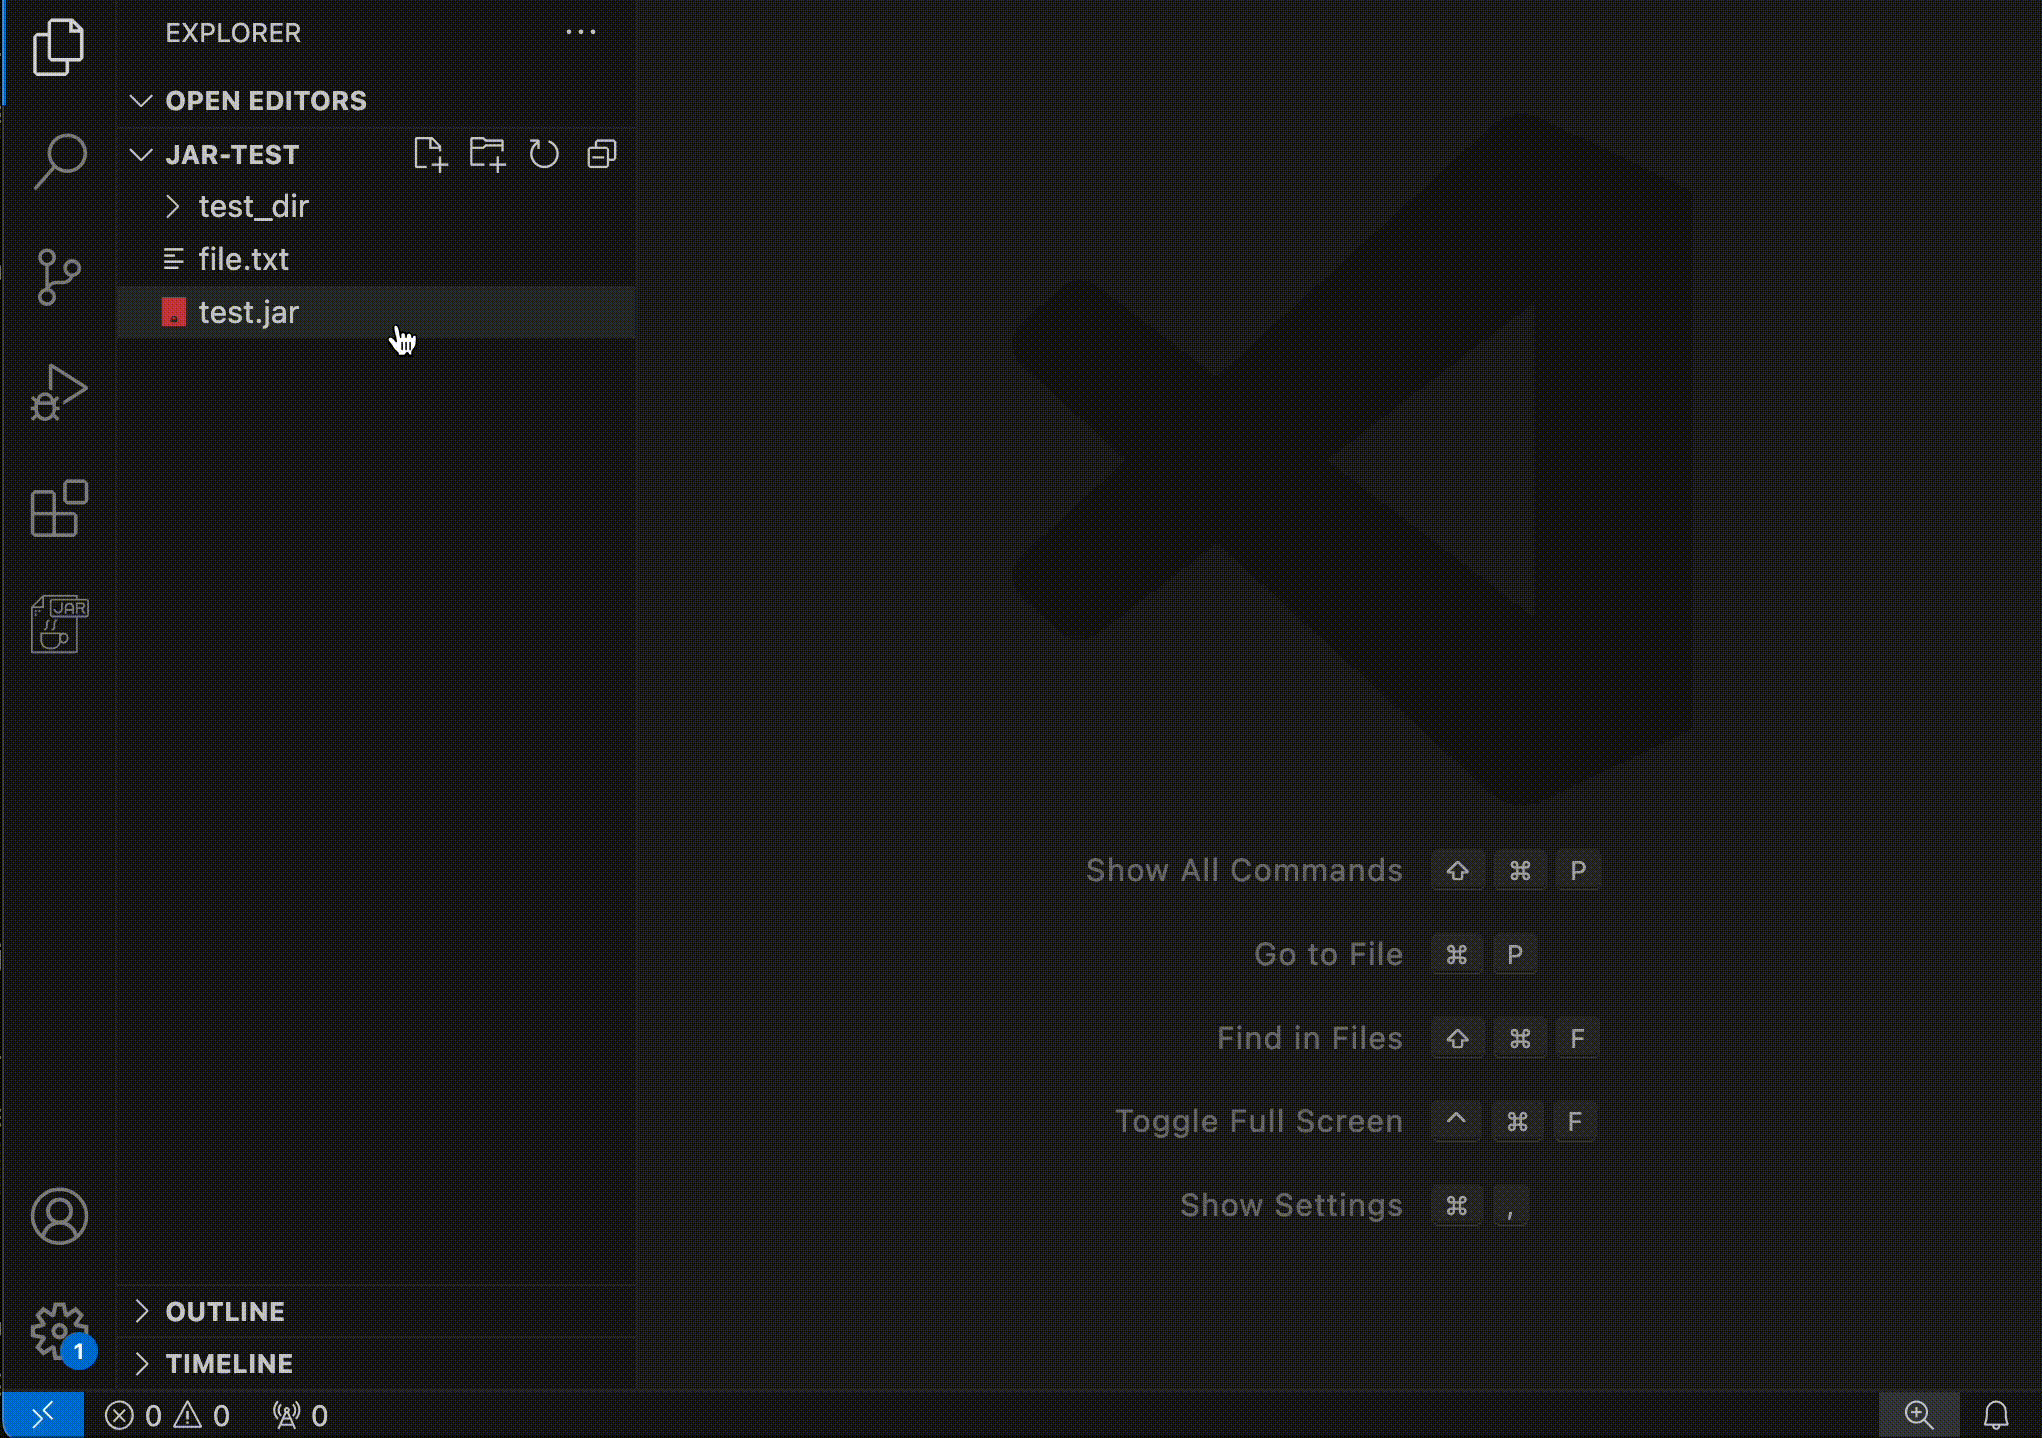 EXPLORER
OPEN EDITORS
JAR-TEST
test_dir
file.txt
test.jar
JAR
Show All Commands ⇧ ⌘ P
Go to File ⌘ P
Find in Files ⇧ ⌘ F
Toggle Full Screen ^ ⌘ F
Show Settings ⌘ ,
OUTLINE
1
TIMELINE
0 0 0